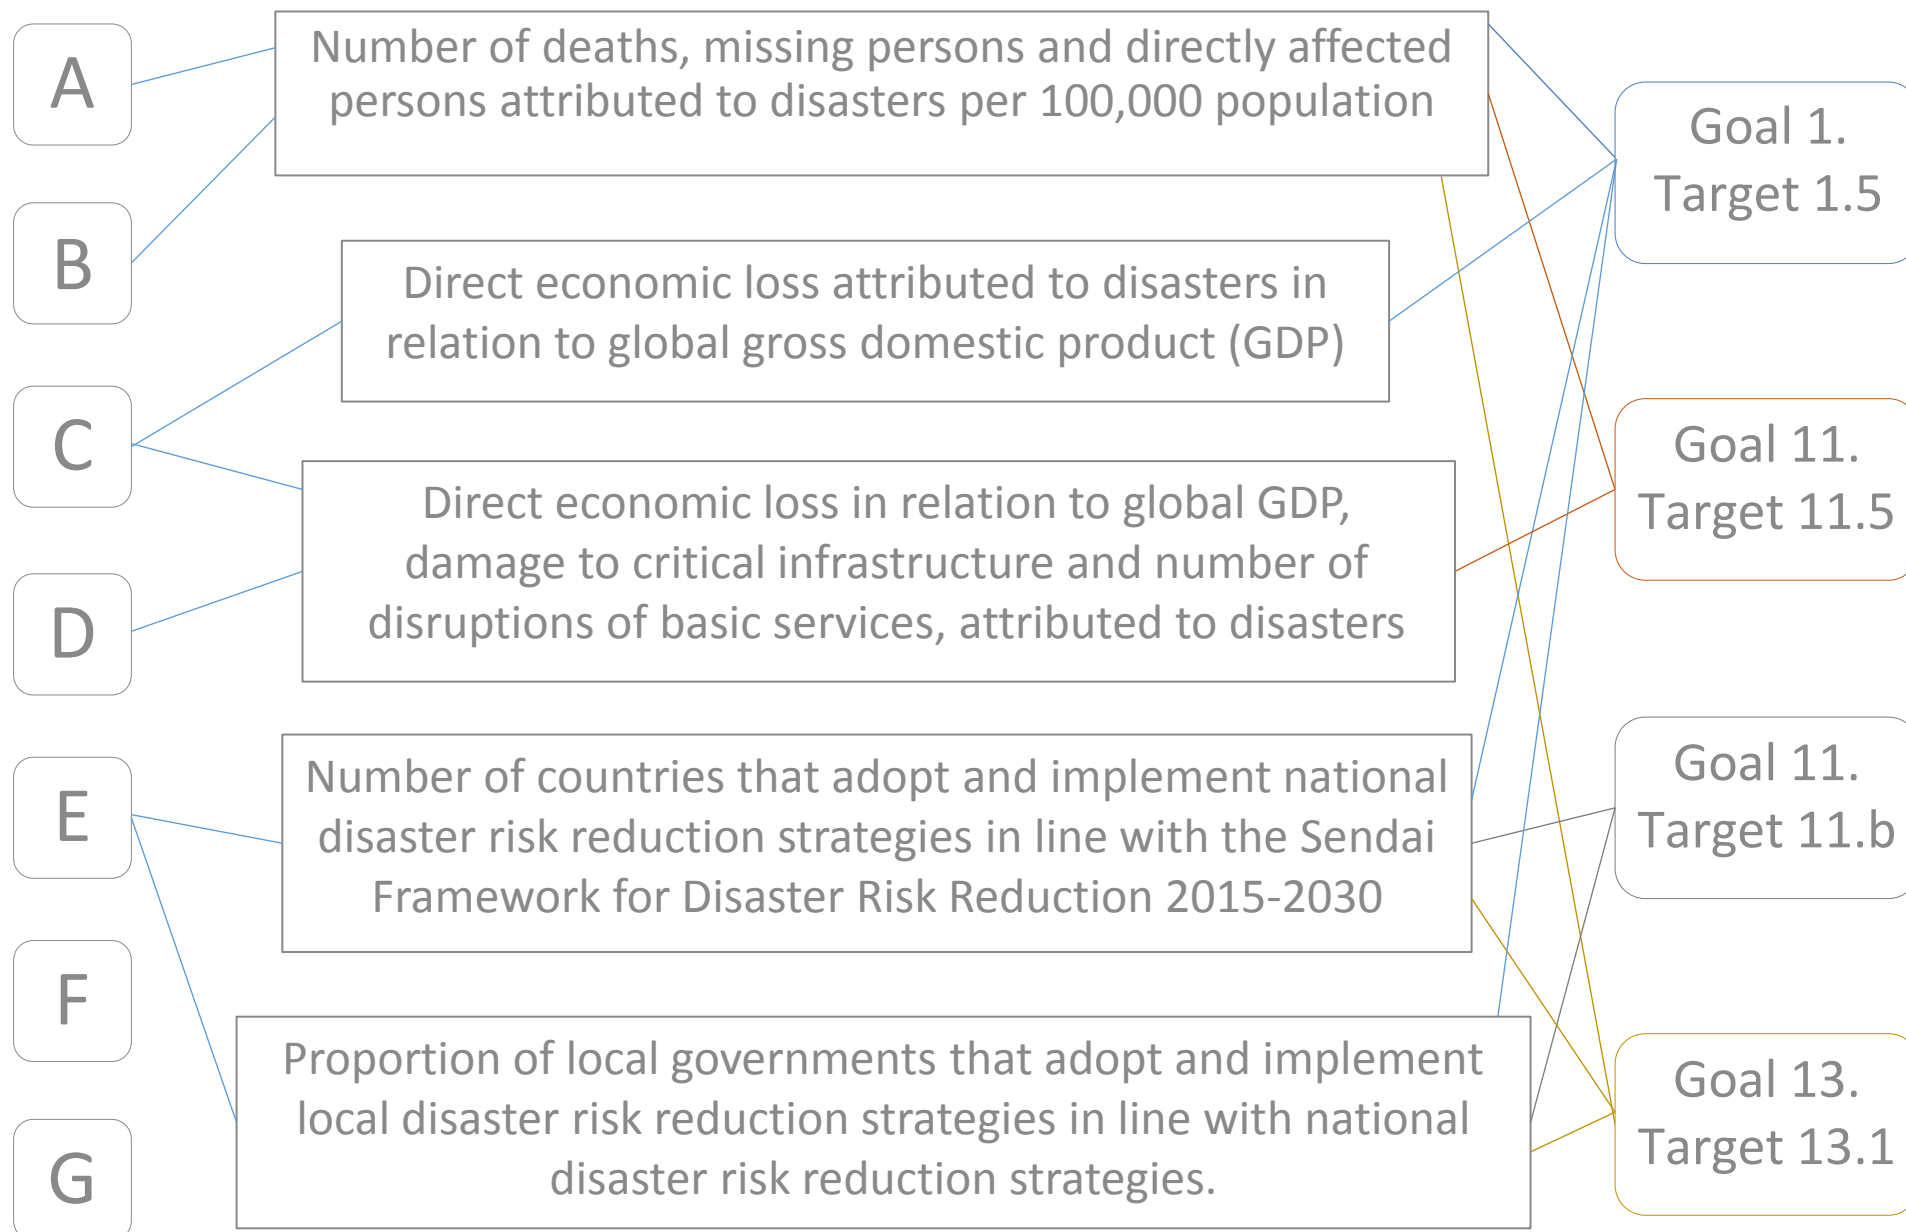 A
B
C
D
E
F
G
Number of deaths, missing persons and directly affected
persons attributed to disasters per 100,000 population
Direct economic loss attributed to disasters in
relation to global gross domestic product (GDP)
Direct economic loss in relation to global GDP,
damage to critical infrastructure and number of
disruptions of basic services, attributed to disasters
Number of countries that adopt and implement national
disaster risk reduction strategies in line with the Sendai
Framework for Disaster Risk Reduction 2015-2030
Proportion of local governments that adopt and implement
local disaster risk reduction strategies in line with national
disaster risk reduction strategies.
Goal 1.
Target 1.5
Goal 11.
Target 11.5
Goal 11.
Target 11.b
Goal 13.
Target 13.1